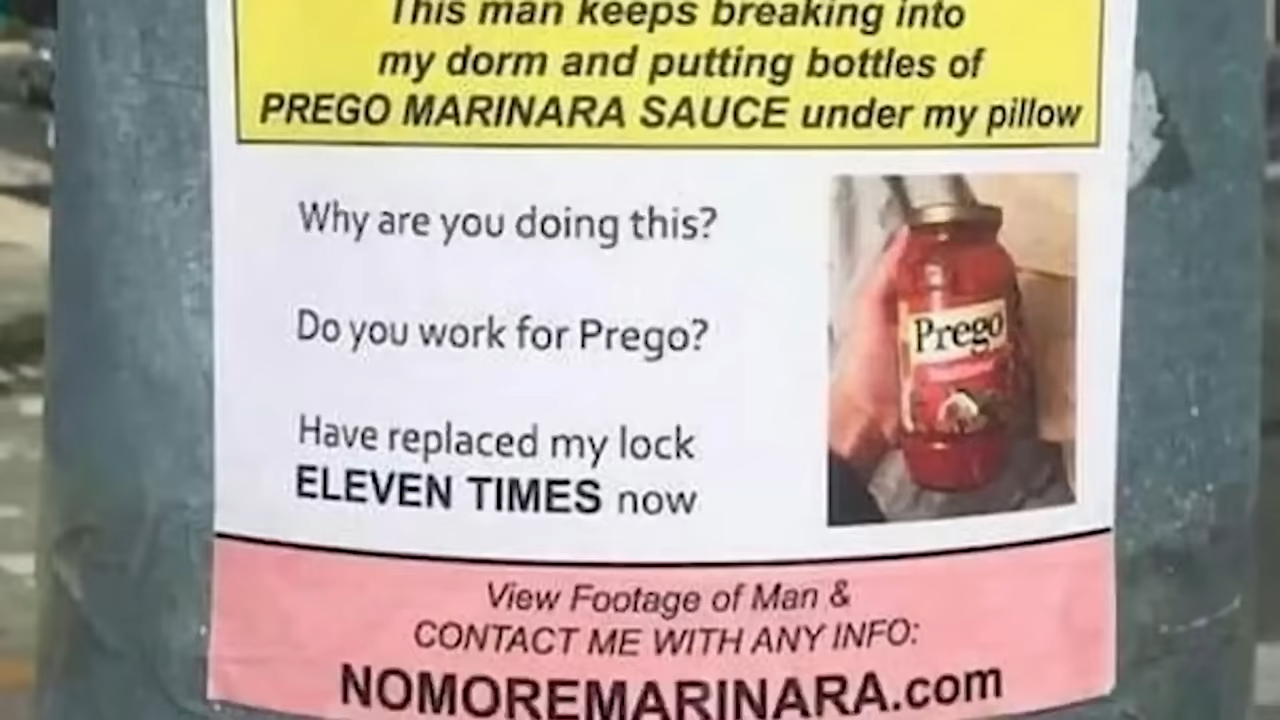 This man keeps breaking into
my dorm and putting bottles of
PREGO MARINARA SAUCE under my pillow
Why are you doing this?
Prego
Do you work for Prego?
Have replaced my lock
ELEVEN TIMES now
View Footage of Man &
CONTACT ME WITH ANY INFO:
NOMOREMARINARA.com